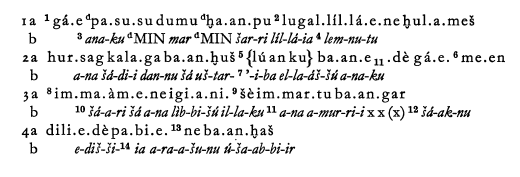 1a ¹gá.e ᵈpa.su.su dumu ᵈḫa.an.pu ²lugal.líl.lá.e.ne ḫul.a.meš
b ³ana-ku ᵈMIN mar ᵈMIN šar-ri líl-lá-ia ⁴lem-nu-tu
2a ḫur.sag kala.ga ba.an.ḫuš ⁵{lú an ku} ba.an.e₁₁.dè gá.e.⁶me.en
b a-na šá-di-i dan-nu šá uš-tar-⁷'-i-ba el-la-áš-šú a-na-ku
3a ⁸im.ma.àm.e.ne igi.a.ni.⁹šè im.mar.tu ba.an.gar
b ¹⁰šá-a-ri šá a-na lìb-bi-šú il-la-ku ¹¹a-na a-mur-ri-i x x (x) ¹²šá-ak-nu
4a dili.e.dè pa.bi.e.¹³ne ba.an.ḫaš
b e-diš-ši-¹⁴ia a-ra-a-šu-nu ú-ša-ab-bi-ir